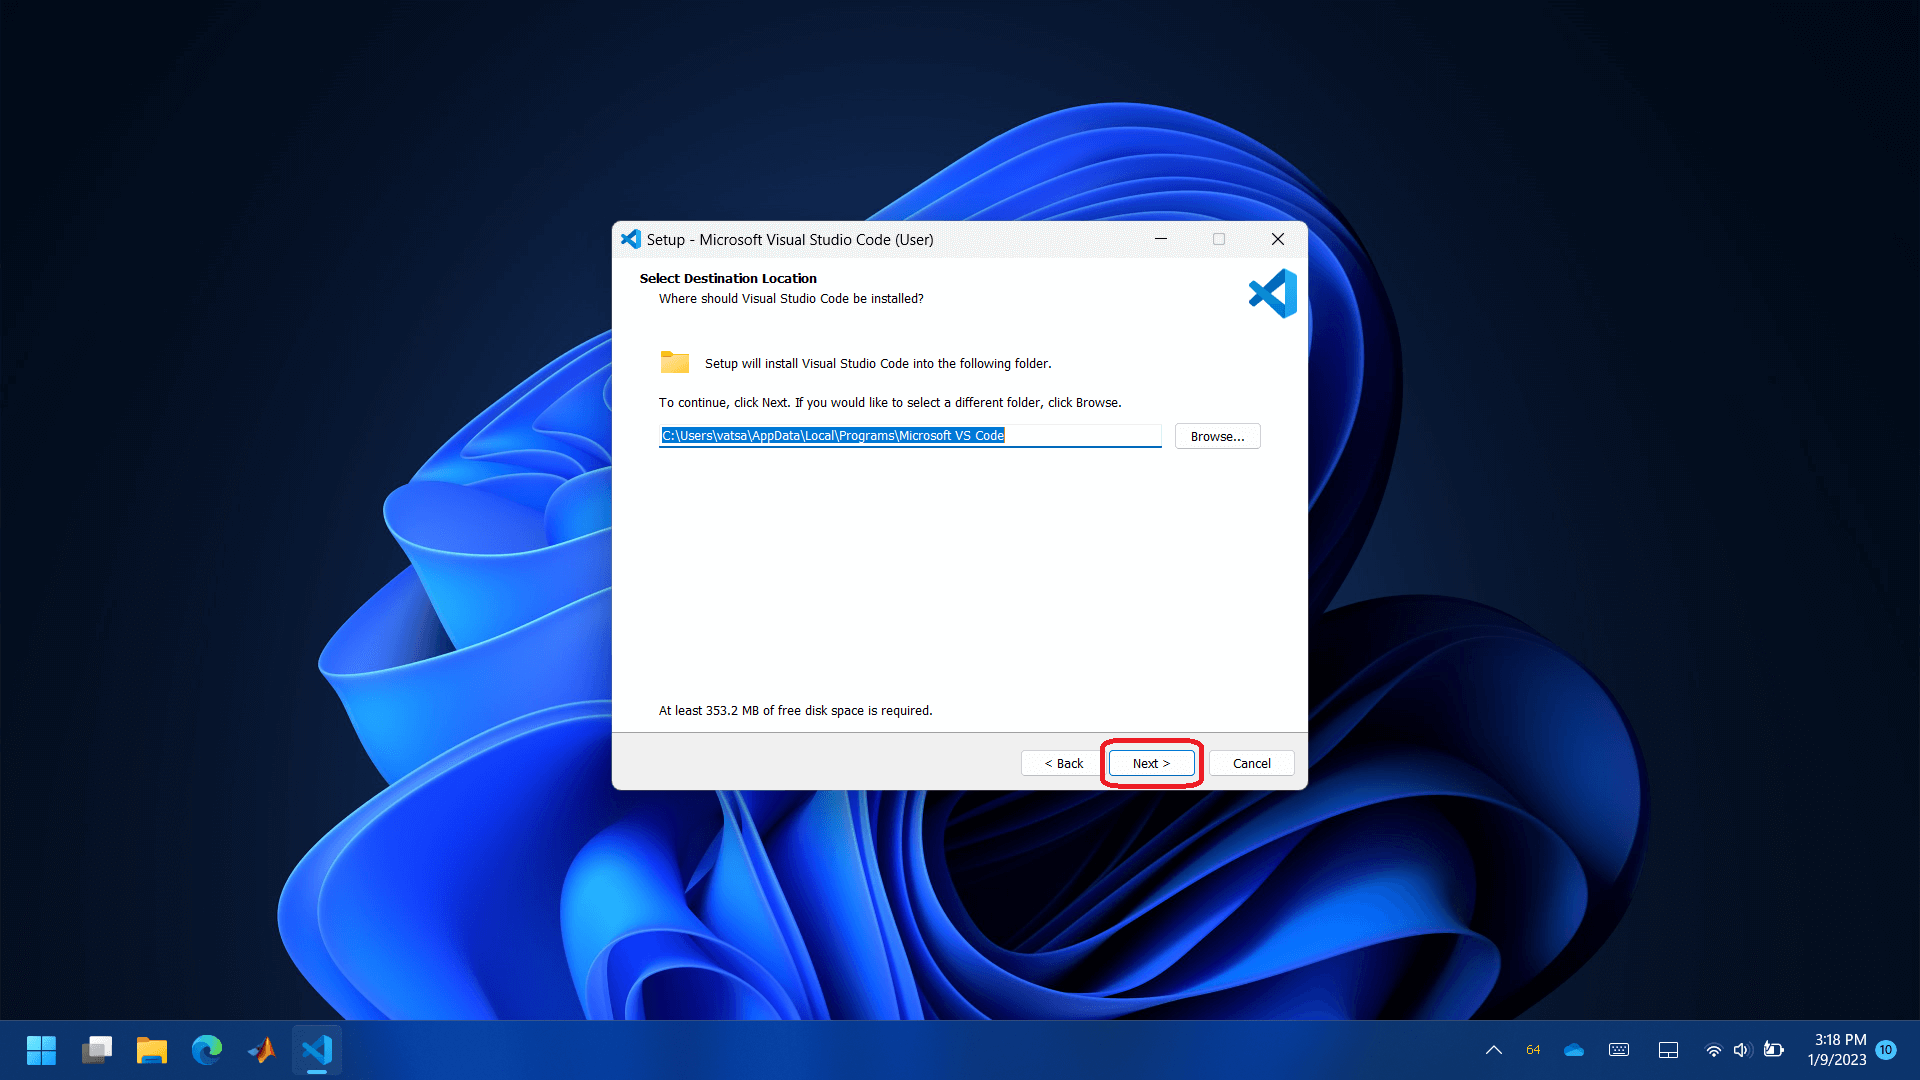 Setup - Microsoft Visual Studio Code (User)
Select Destination Location
Where should Visual Studio Code be installed?
Setup will install Visual Studio Code into the following folder.
To continue, click Next. If you would like to select a different folder, click Browse.
C:\Users\vatsa\AppData\Local\Programs\Microsoft VS Code
Browse...
At least 353.2 MB of free disk space is required.
< Back
Next >
Cancel
64
3:18 PM
1/9/2023
10